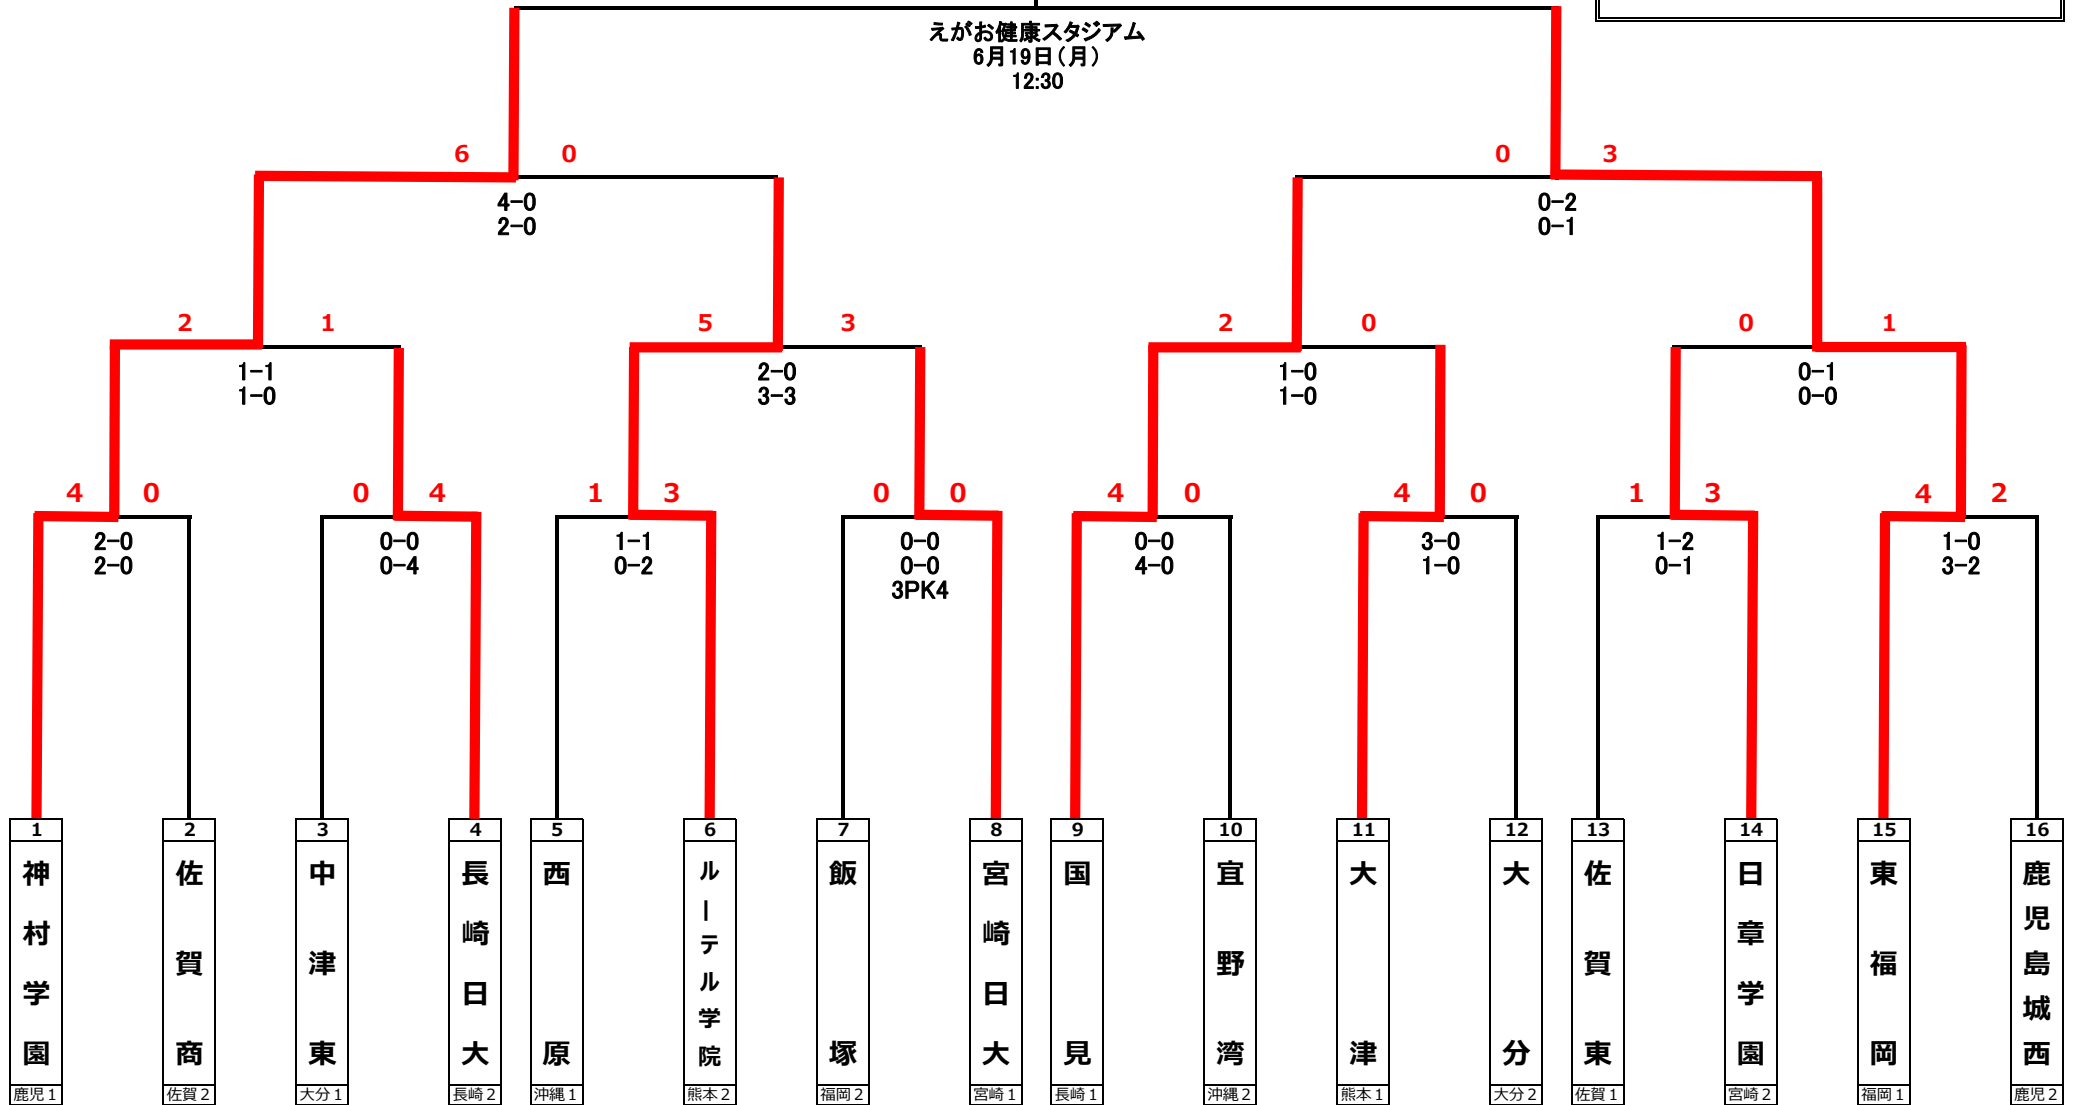 えがお健康スタジアム
6月19日(月)
12:30
6 0
0 3
4-0
2-0
0-2
0-1
2 1
5 3
2 0
0 1
1-1
1-0
2-0
3-3
1-0
1-0
0-1
0-0
4 0
0 4
1 3
0 0
4 0
4 0
1 3
4 2
2-0
2-0
0-0
0-4
1-1
0-2
0-0
0-0
3PK4
0-0
4-0
3-0
1-0
1-2
0-1
1-0
3-2
1
神村学園
鹿児1
2
佐賀商
佐賀2
3
中津東
大分1
4
長崎日大
長崎2
5
西原
沖縄1
6
ルーテル学院
熊本2
7
飯塚
福岡2
8
宮崎日大
宮崎1
9
国見
長崎1
10
宜野湾
沖縄2
11
大津
熊本1
12
大分
大分2
13
佐賀東
佐賀1
14
日章学園
宮崎2
15
東福岡
福岡1
16
鹿児島城西
鹿児2